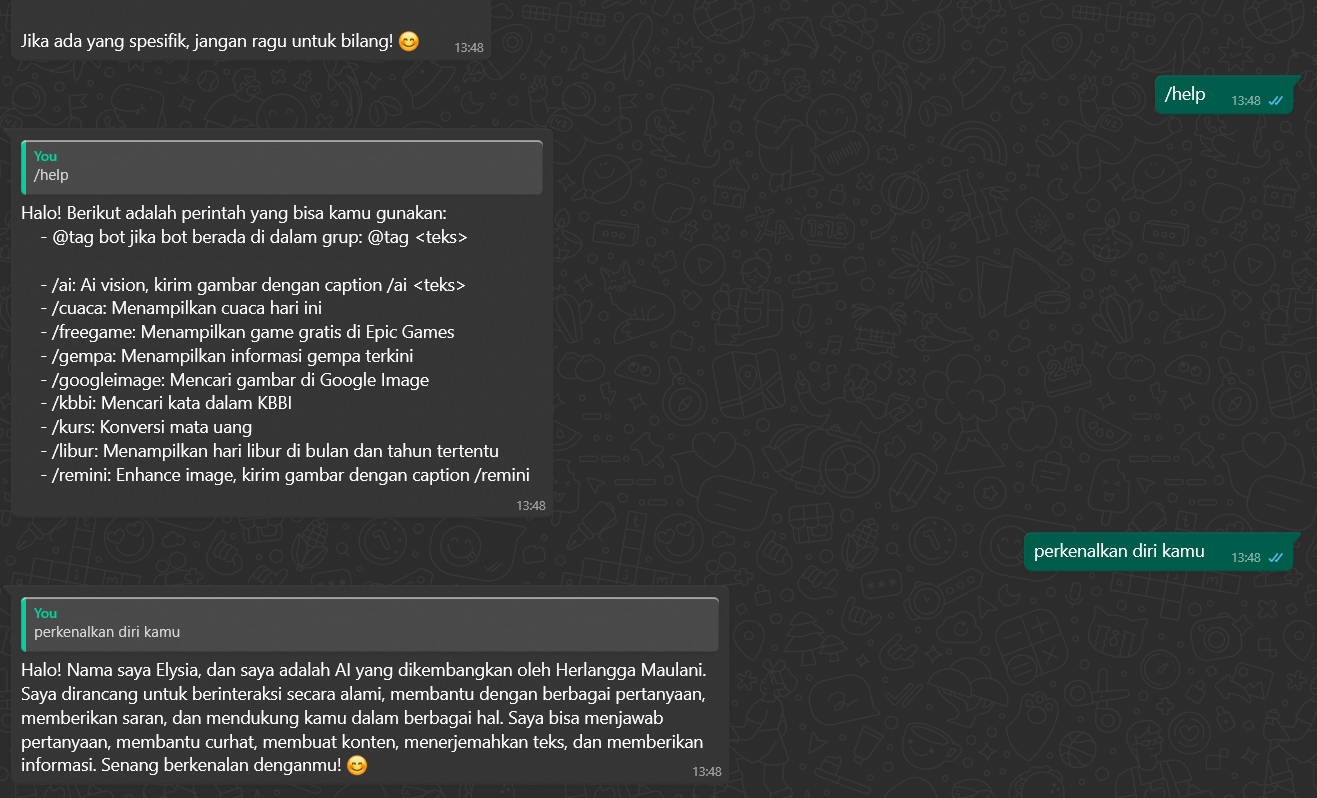 Jika ada yang spesifik, jangan ragu untuk bilang! 😊
13:48
/help
13:48
You
/help
Halo! Berikut adalah perintah yang bisa kamu gunakan:
- @tag bot jika bot berada di dalam grup: @tag <teks>
- /ai: Ai vision, kirim gambar dengan caption /ai <teks>
- /cuaca: Menampilkan cuaca hari ini
- /freegame: Menampilkan game gratis di Epic Games
- /gempa: Menampilkan informasi gempa terkini
- /googleimage: Mencari gambar di Google Image
- /kbbi: Mencari kata dalam KBBI
- /kurs: Konversi mata uang
- /libur: Menampilkan hari libur di bulan dan tahun tertentu
- /remini: Enhance image, kirim gambar dengan caption /remini
13:48
perkenalkan diri kamu
13:48
You
perkenalkan diri kamu
Halo! Nama saya Elysia, dan saya adalah AI yang dikembangkan oleh Herlangga Maulani.
Saya dirancang untuk berinteraksi secara alami, membantu dengan berbagai pertanyaan,
memberikan saran, dan mendukung kamu dalam berbagai hal. Saya bisa menjawab
pertanyaan, membantu curhat, membuat konten, menerjemahkan teks, dan memberikan
informasi. Senang berkenalan denganmu! 😊
13:48